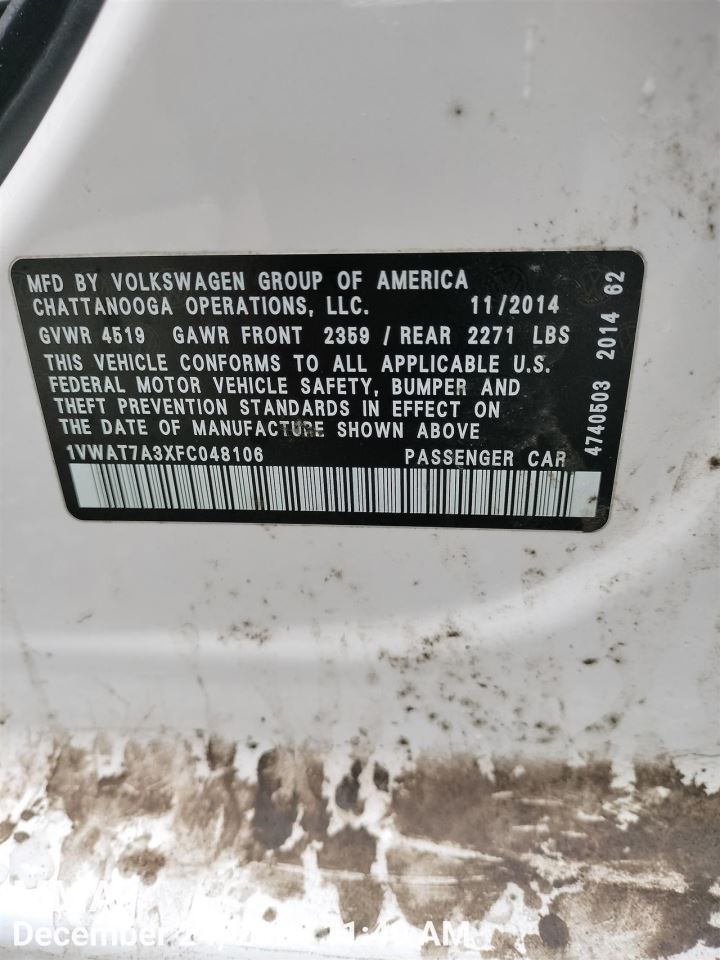 MFD BY VOLKSWAGEN GROUP OF AMERICA
CHATTANOOGA OPERATIONS, LLC. 11/2014
GVWR 4519 GAWR FRONT 2359 / REAR 2271 LBS
THIS VEHICLE CONFORMS TO ALL APPLICABLE U.S.
FEDERAL MOTOR VEHICLE SAFETY, BUMPER AND
THEFT PREVENTION STANDARDS IN EFFECT ON
THE DATE OF MANUFACTURE SHOWN ABOVE
1VWAT7A3XFC048106 PASSENGER CAR
4740503 2014 62
December AM